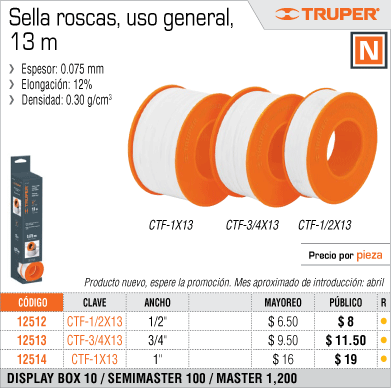 Sella roscas, uso general,
13 m
TRUPER
N
Espesor: 0.075 mm
Elongación: 12%
Densidad: 0.30 g/cm³
CTF-1X13
CTF-3/4X13
CTF-1/2X13
Precio por pieza
Producto nuevo, espere la promoción. Mes aproximado de introducción: abril
CÓDIGO CLAVE ANCHO MAYOREO PÚBLICO R
12512 CTF-1/2X13 1/2" $ 6.50 $ 8
12513 CTF-3/4X13 3/4" $ 9.50 $ 11.50
12514 CTF-1X13 1" $ 16 $ 19
DISPLAY BOX 10 / SEMIMASTER 100 / MASTER 1,200